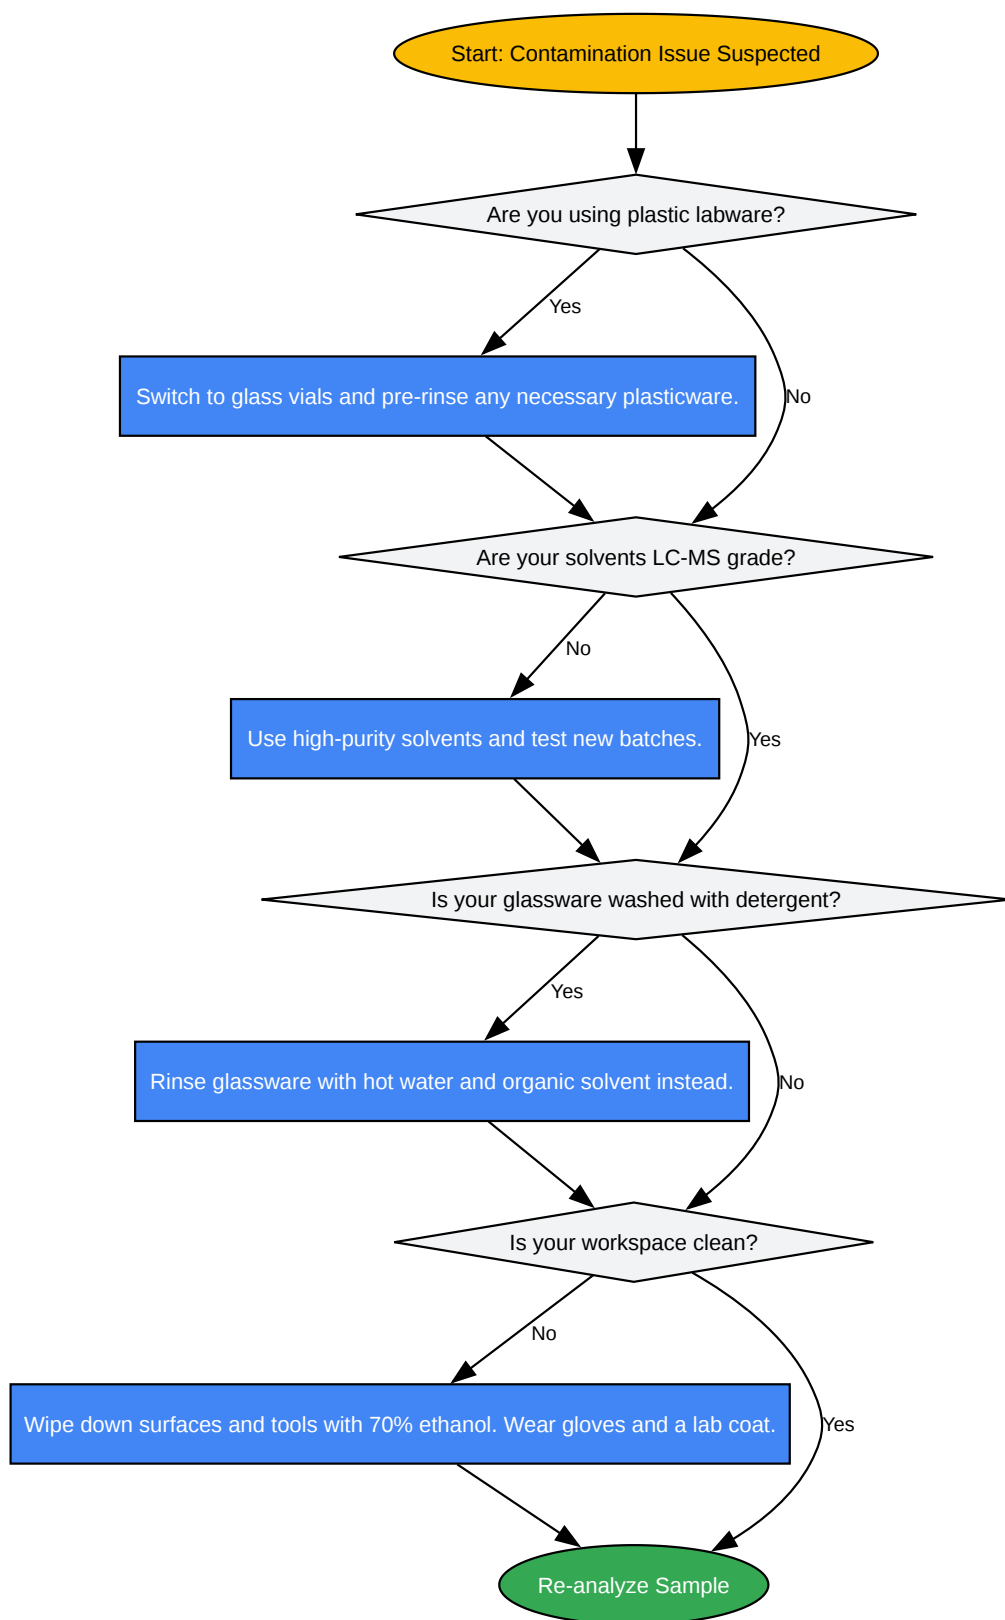 Start: Contamination Issue Suspected
Are you using plastic labware?
Yes
Switch to glass vials and pre-rinse any necessary plasticware.
No
Are your solvents LC-MS grade?
No
Use high-purity solvents and test new batches.
Yes
Is your glassware washed with detergent?
Yes
Rinse glassware with hot water and organic solvent instead.
No
Is your workspace clean?
No
Wipe down surfaces and tools with 70% ethanol. Wear gloves and a lab coat.
Yes
Re-analyze Sample